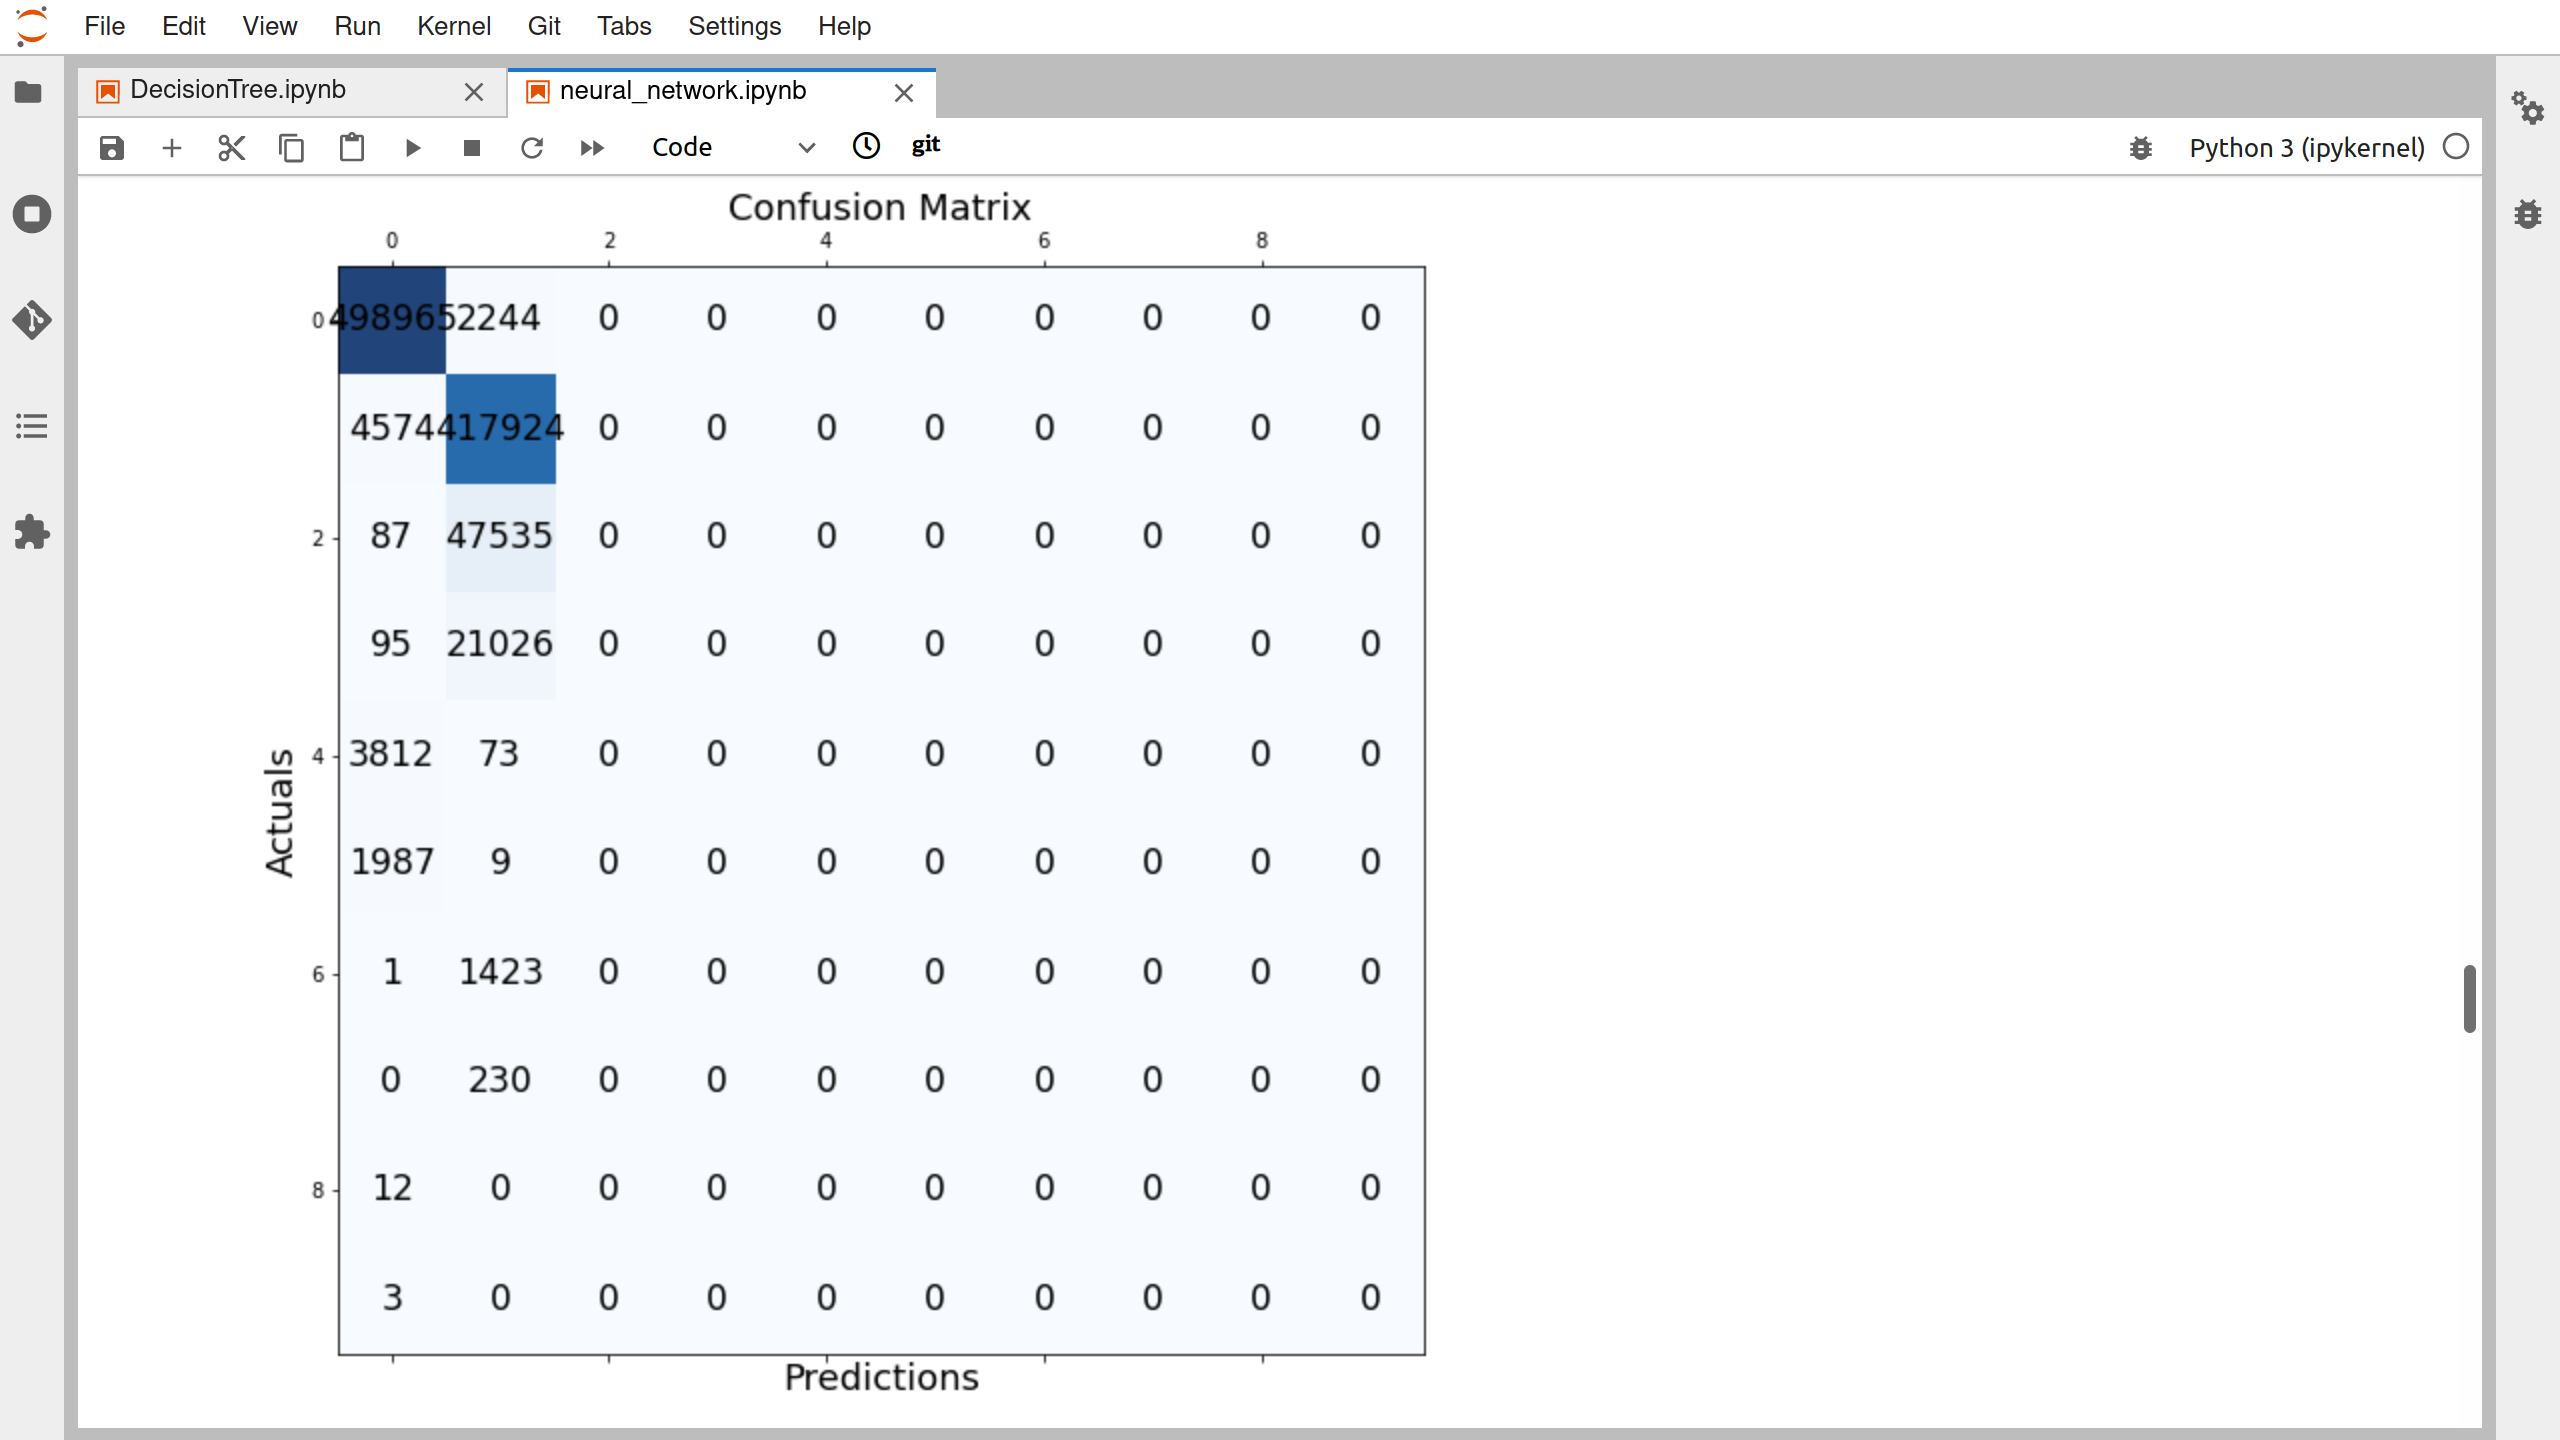 File Edit View Run Kernel Git Tabs Settings Help
DecisionTree.ipynb neural_network.ipynb
Code git Python 3 (ipykernel)
Confusion Matrix
0 2 4 6 8
0 498965 2244 0 0 0 0 0 0 0 0
4574 417924 0 0 0 0 0 0 0 0
2 87 47535 0 0 0 0 0 0 0 0
95 21026 0 0 0 0 0 0 0 0
4 3812 73 0 0 0 0 0 0 0 0
Actuals
1987 9 0 0 0 0 0 0 0 0
6 1 1423 0 0 0 0 0 0 0 0
0 230 0 0 0 0 0 0 0 0
8 12 0 0 0 0 0 0 0 0 0
3 0 0 0 0 0 0 0 0 0
Predictions